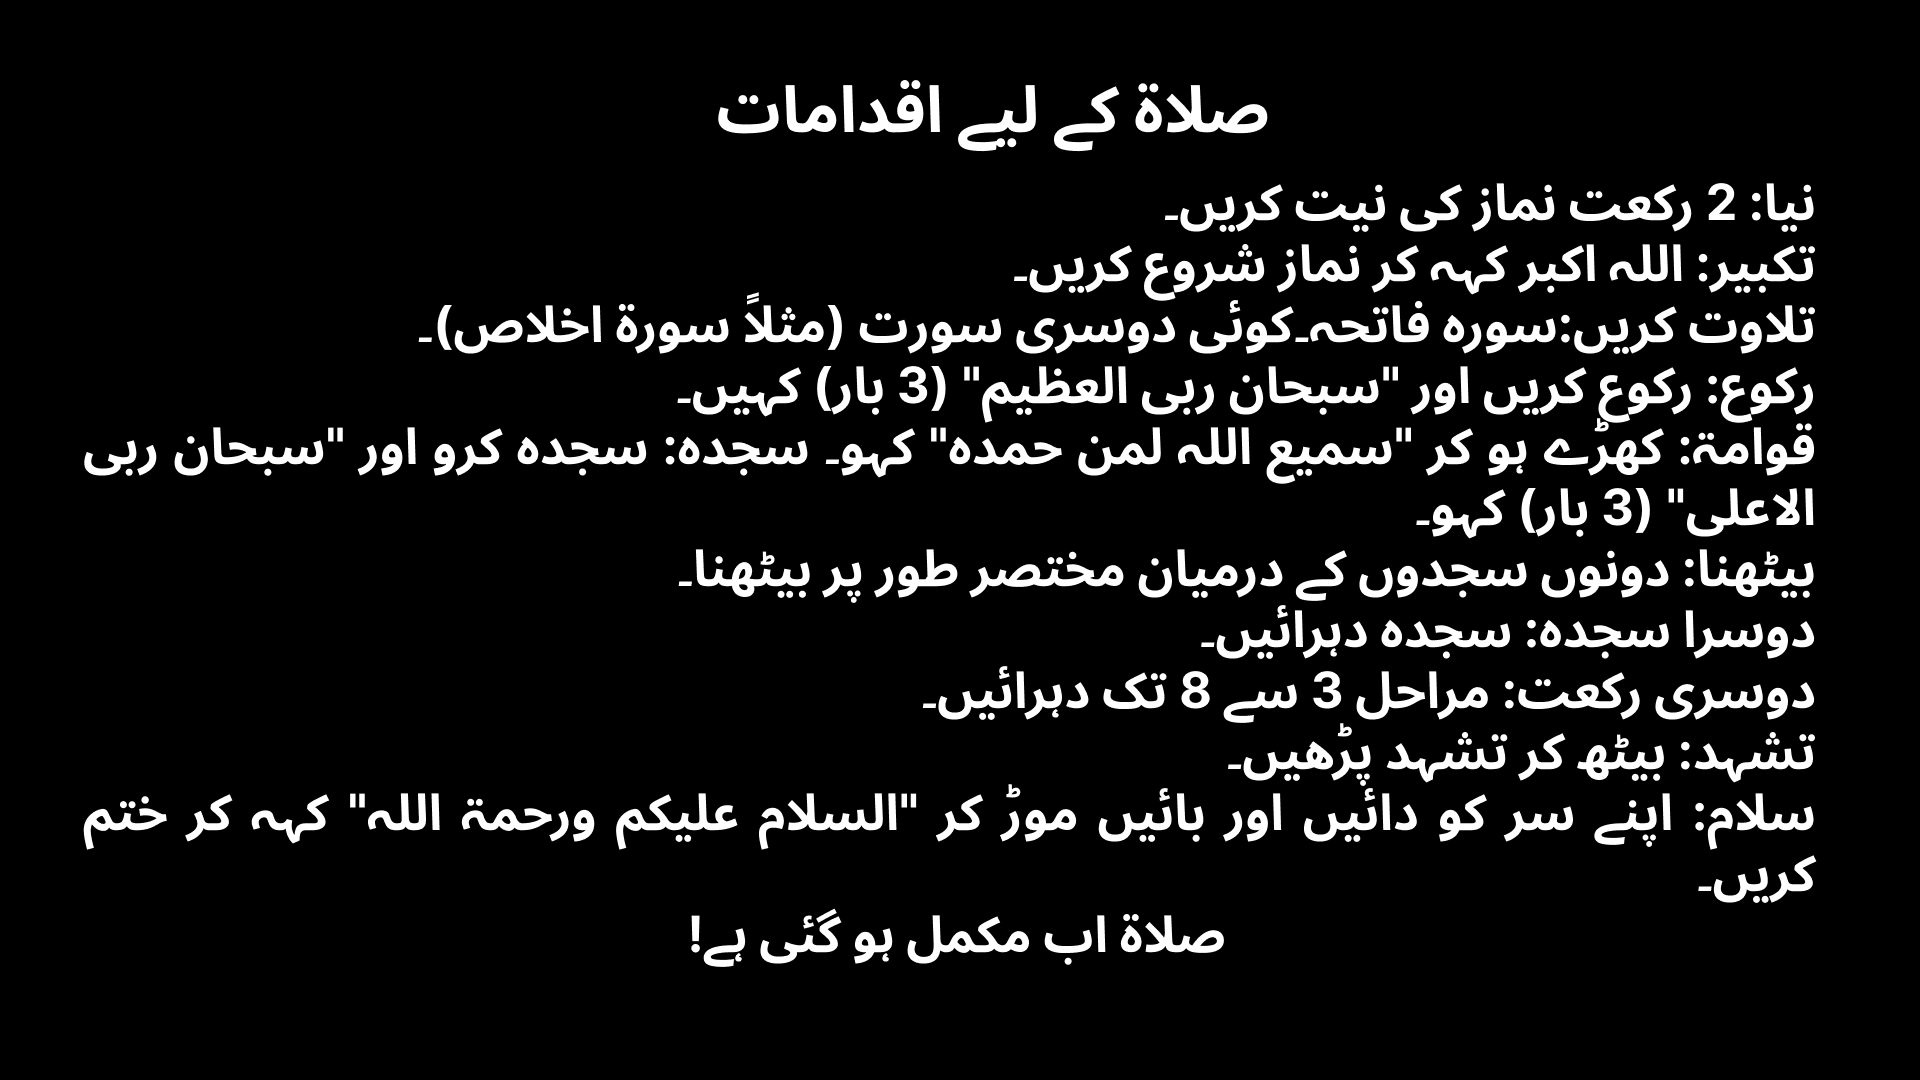 صلاۃ کے لیے اقدامات
نیا: 2 رکعت نماز کی نیت کریں۔
تکبیر: اللہ اکبر کہہ کر نماز شروع کریں۔
تلاوت کریں:سورہ فاتحہ۔کوئی دوسری سورت (مثلاً سورۃ اخلاص)۔
رکوع: رکوع کریں اور "سبحان ربی العظیم" (3 بار) کہیں۔
قوامۃ: کھڑے ہو کر "سمیع اللہ لمن حمدہ" کہو۔ سجدہ: سجدہ کرو اور "سبحان ربی
الاعلی" (3 بار) کہو۔
بیٹھنا: دونوں سجدوں کے درمیان مختصر طور پر بیٹھنا۔
دوسرا سجدہ: سجدہ دہرائیں۔
دوسری رکعت: مراحل 3 سے 8 تک دہرائیں۔
تشہد: بیٹھ کر تشہد پڑھیں۔
سلام: اپنے سر کو دائیں اور بائیں موڑ کر "السلام علیکم ورحمۃ اللہ" کہہ کر ختم
کریں۔
صلاۃ اب مکمل ہو گئی ہے!